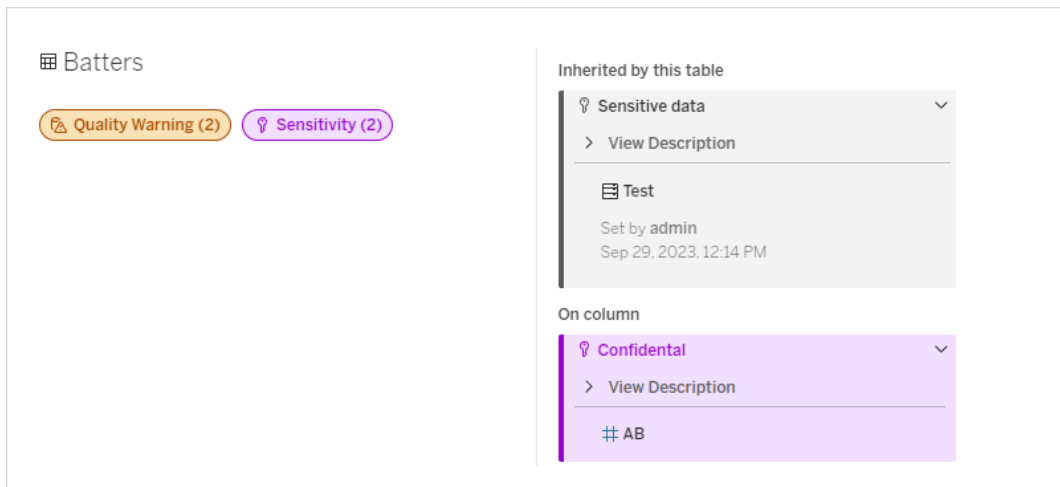 Batters
Quality Warning (2)
Sensitivity (2)
Inherited by this table
Sensitive data
View Description
Test
Set by admin
Sep 29, 2023, 12:14 PM
On column
Confidental
View Description
AB